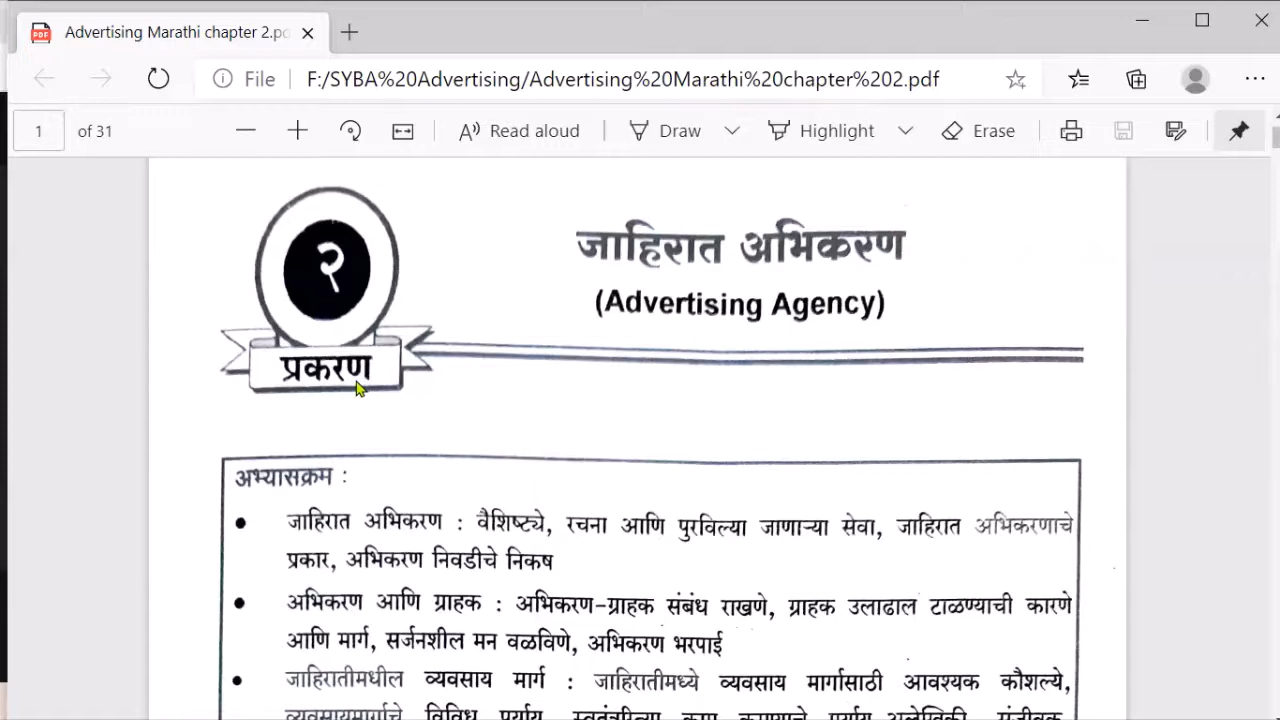 Advertising Marathi chapter 2.pd
File F:/SYBA%20Advertising/Advertising%20Marathi%20chapter%202.pdf
1 of 31 Read aloud Draw Highlight Erase
२
प्रकरण
जाहिरात अभिकरण
(Advertising Agency)
अभ्यासक्रम :
• जाहिरात अभिकरण : वैशिष्ट्ये, रचना आणि पुरविल्या जाणाऱ्या सेवा, जाहिरात अभिकरणाचे
प्रकार, अभिकरण निवडीचे निकष
• अभिकरण आणि ग्राहक : अभिकरण-ग्राहक संबंध राखणे, ग्राहक उलाढाल टाळण्याची कारणे
आणि मार्ग, सर्जनशील मन वळविणे, अभिकरण भरपाई
• जाहिरातीमधील व्यवसाय मार्ग : जाहिरातीमध्ये व्यवसाय मार्गासाठी आवश्यक कौशल्ये,
व्यवसायमार्गाचे विविध पर्याय